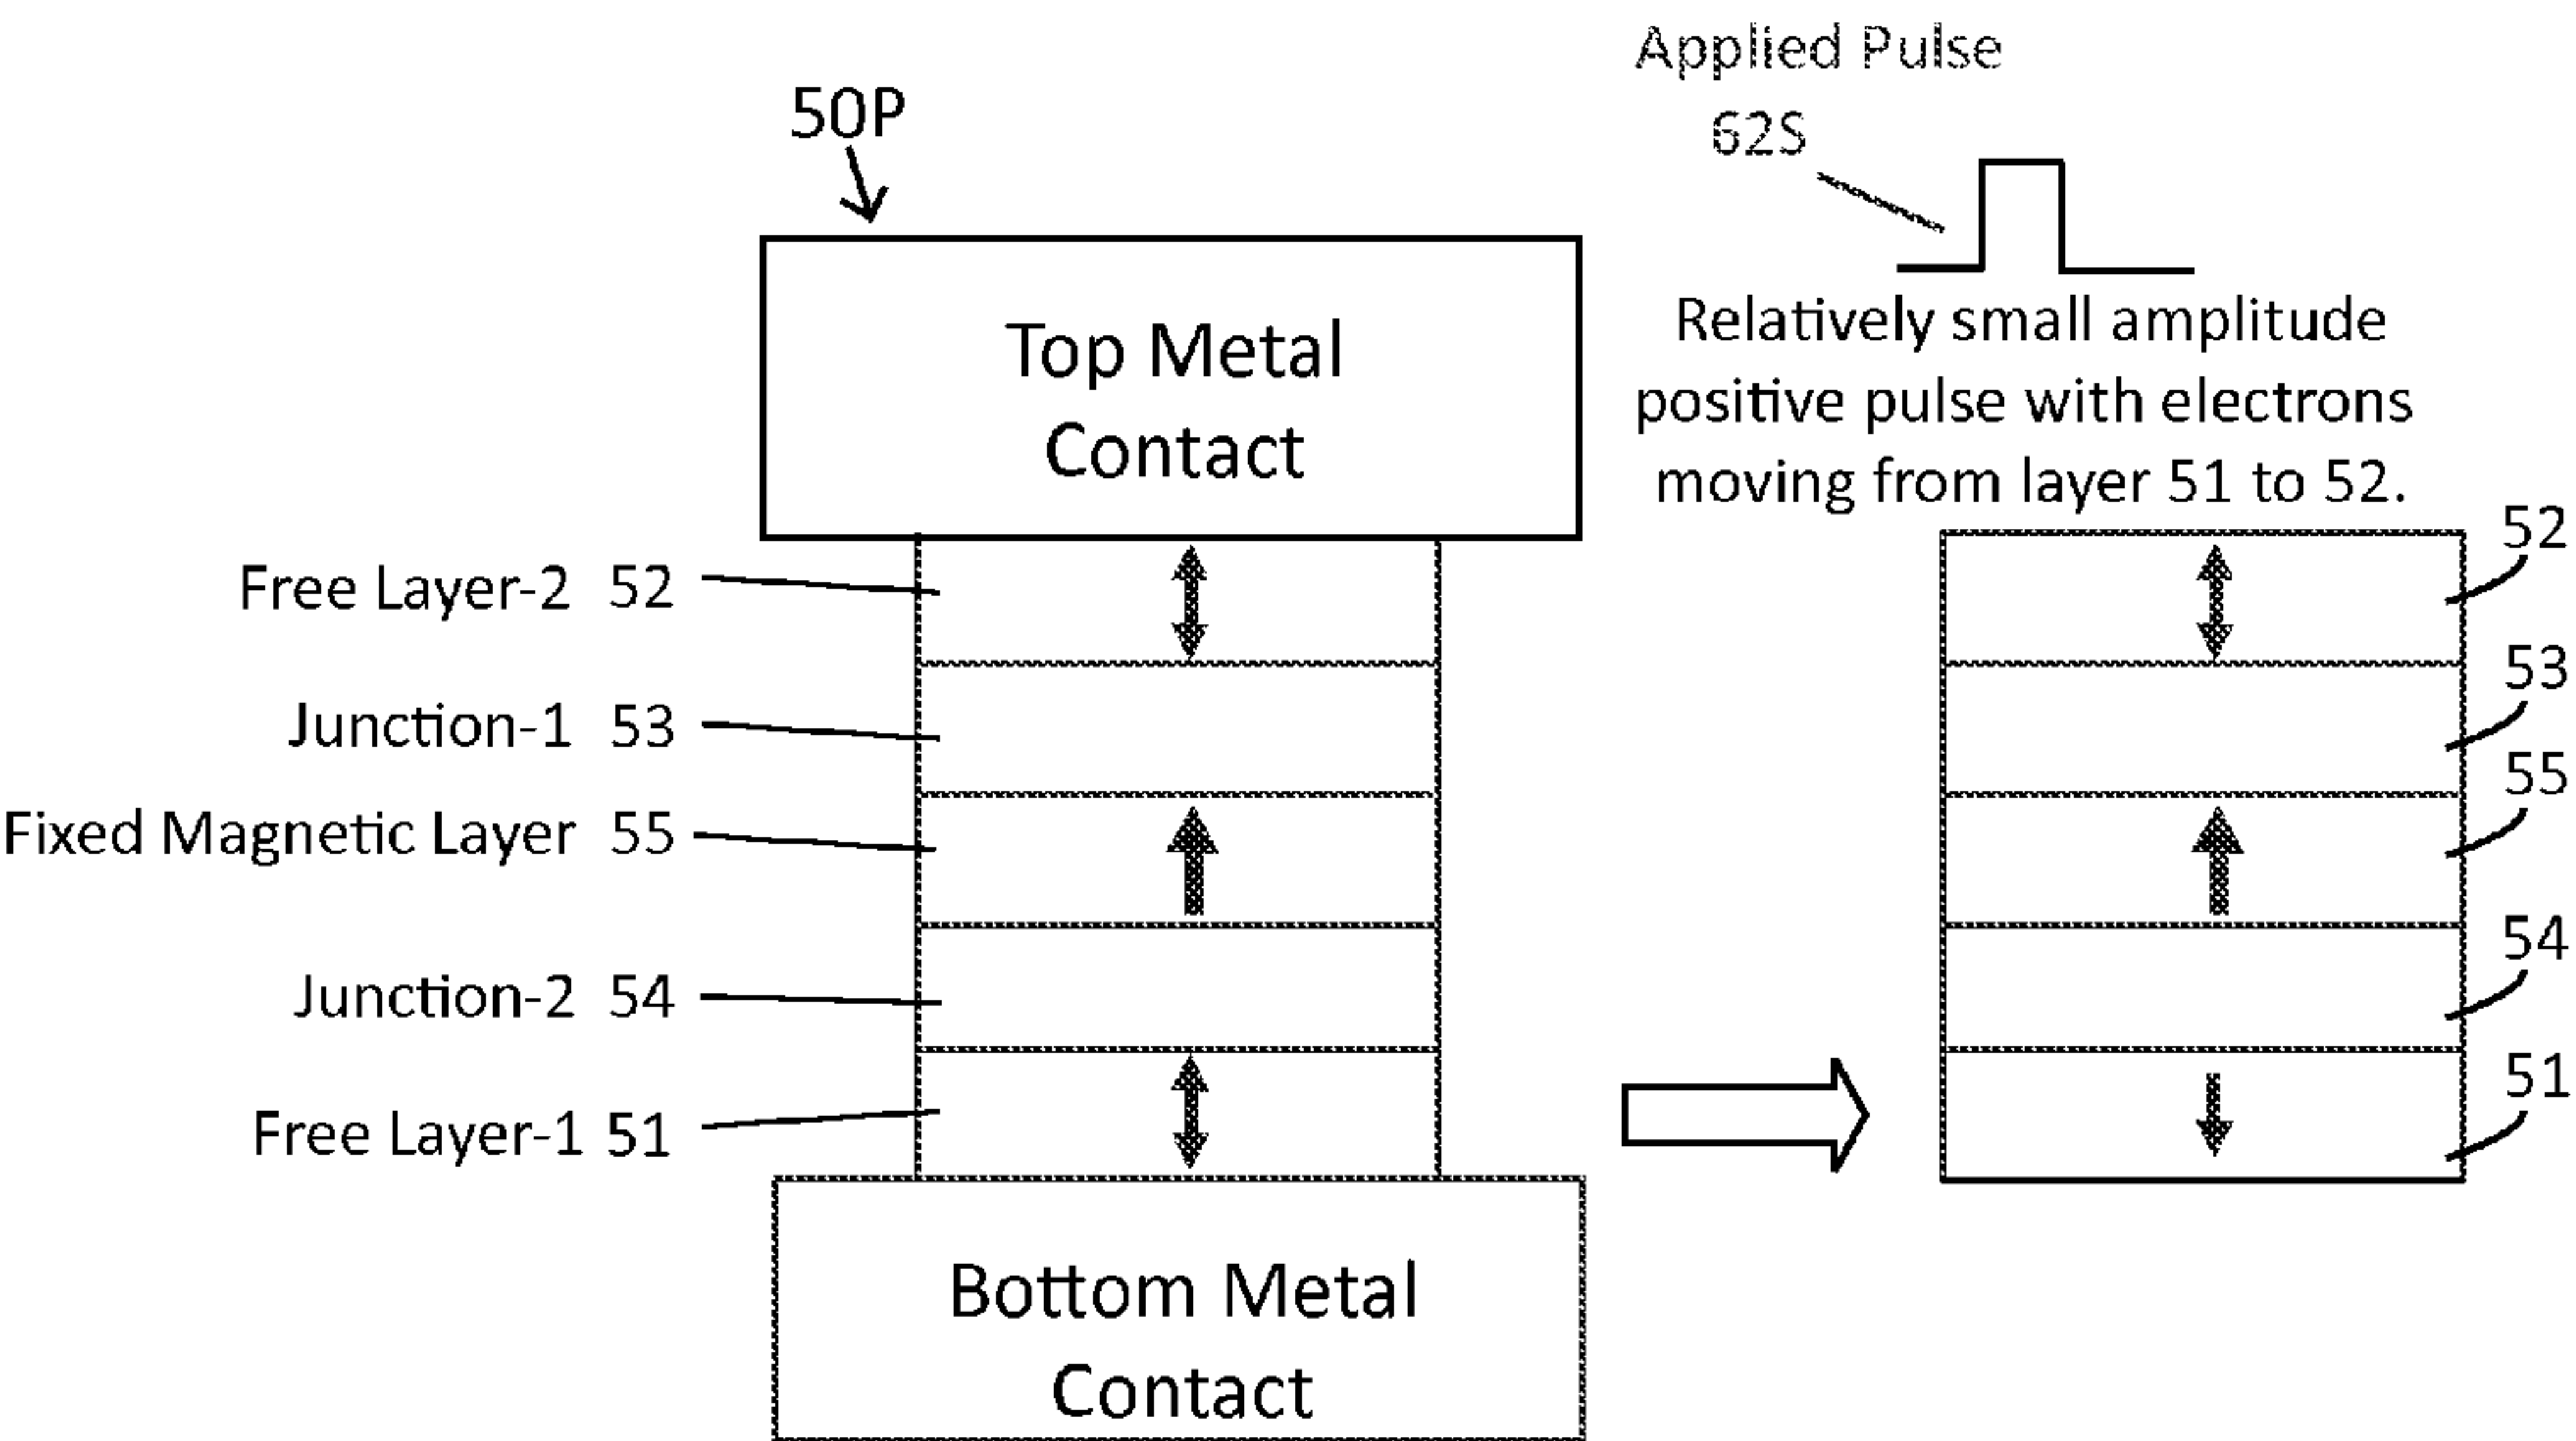 50P
Top Metal
Contact
Free Layer-2 52
Junction-1 53
Fixed Magnetic Layer 55
Junction-2 54
Free Layer-1 51
Bottom Metal
Contact
Applied Pulse
62S
Relatively small amplitude
positive pulse with electrons
moving from layer 51 to 52.
52
53
55
54
51